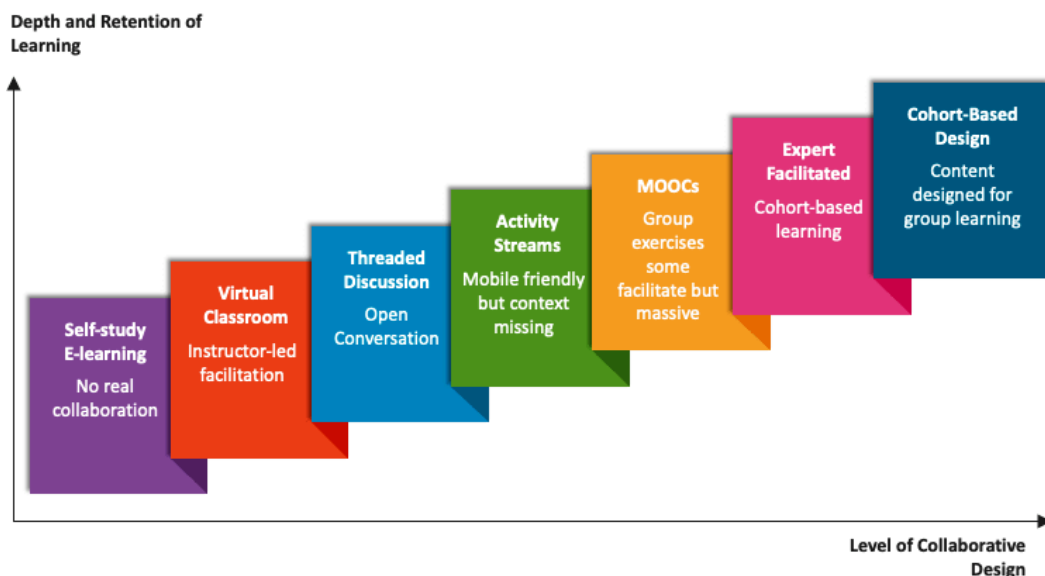 Depth and Retention of
Learning
Self-study
E-learning
No real
collaboration
Virtual
Classroom
Instructor-led
facilitation
Threaded
Discussion
Open
Conversation
Activity
Streams
Mobile friendly
but context
missing
MOOCs
Group
exercises
some
facilitate but
massive
Expert
Facilitated
Cohort-based
learning
Cohort-Based
Design
Content
designed for
group learning
Level of Collaborative
Design